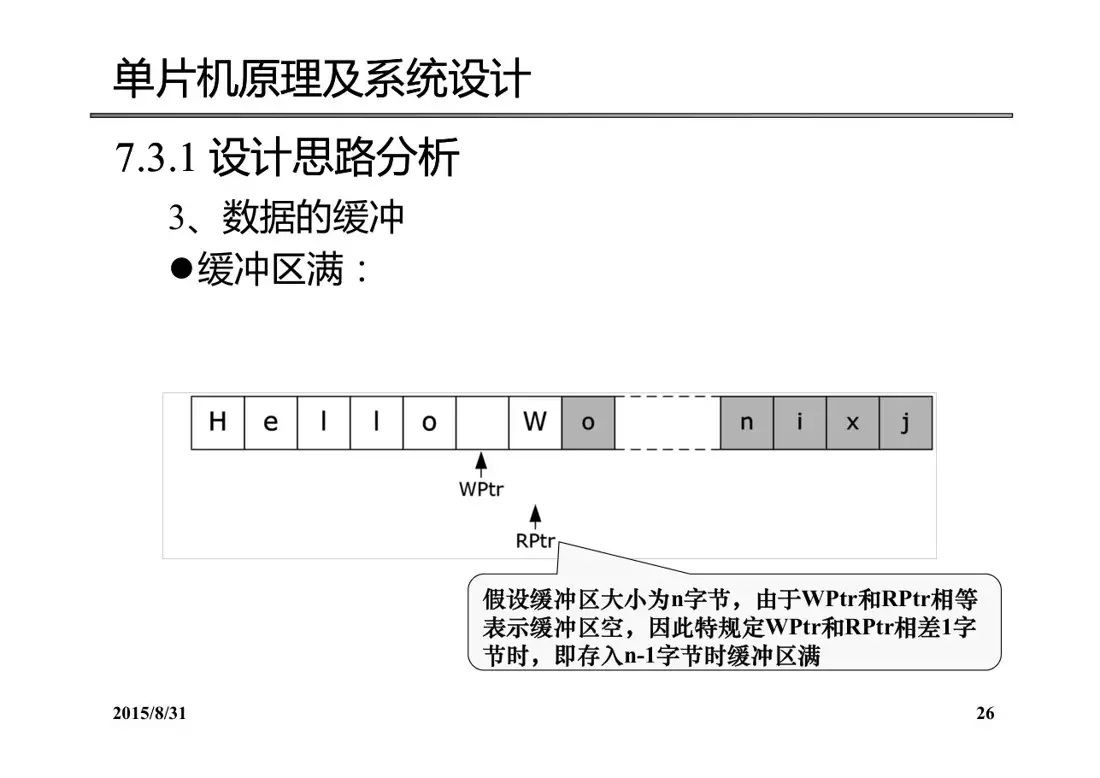 单片机原理及系统设计
7.3.1 设计思路分析
3、数据的缓冲
●缓冲区满：
H e l l o W o n i x j
WPtr
RPtr
假设缓冲区大小为n字节，由于WPtr和RPtr相等
表示缓冲区空，因此特规定WPtr和RPtr相差1字
节时，即存入n-1字节时缓冲区满
2015/8/31 26